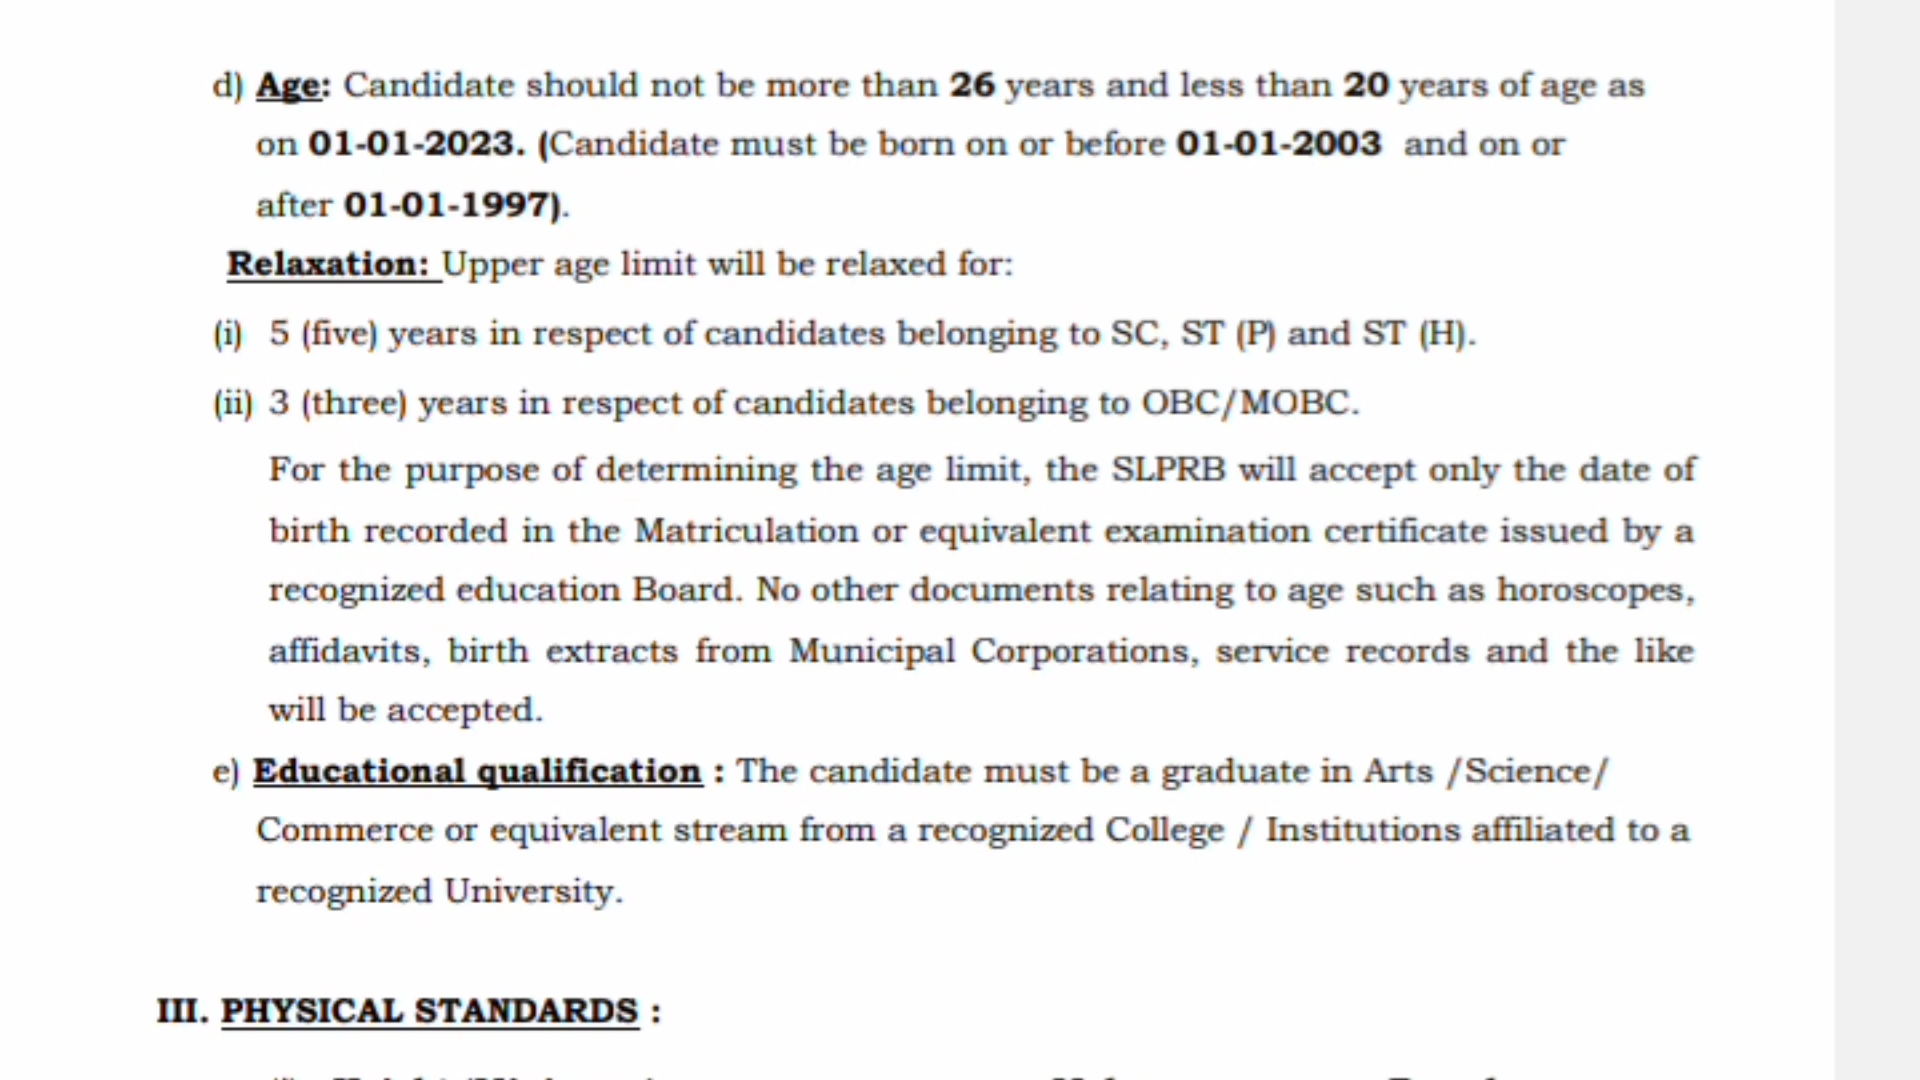 d) Age: Candidate should not be more than 26 years and less than 20 years of age as
on 01-01-2023. (Candidate must be born on or before 01-01-2003 and on or
after 01-01-1997).
Relaxation: Upper age limit will be relaxed for:
(i) 5 (five) years in respect of candidates belonging to SC, ST (P) and ST (H).
(ii) 3 (three) years in respect of candidates belonging to OBC/MOBC.
For the purpose of determining the age limit, the SLPRB will accept only the date of
birth recorded in the Matriculation or equivalent examination certificate issued by a
recognized education Board. No other documents relating to age such as horoscopes,
affidavits, birth extracts from Municipal Corporations, service records and the like
will be accepted.
e) Educational qualification : The candidate must be a graduate in Arts /Science/
Commerce or equivalent stream from a recognized College / Institutions affiliated to a
recognized University.
III. PHYSICAL STANDARDS :